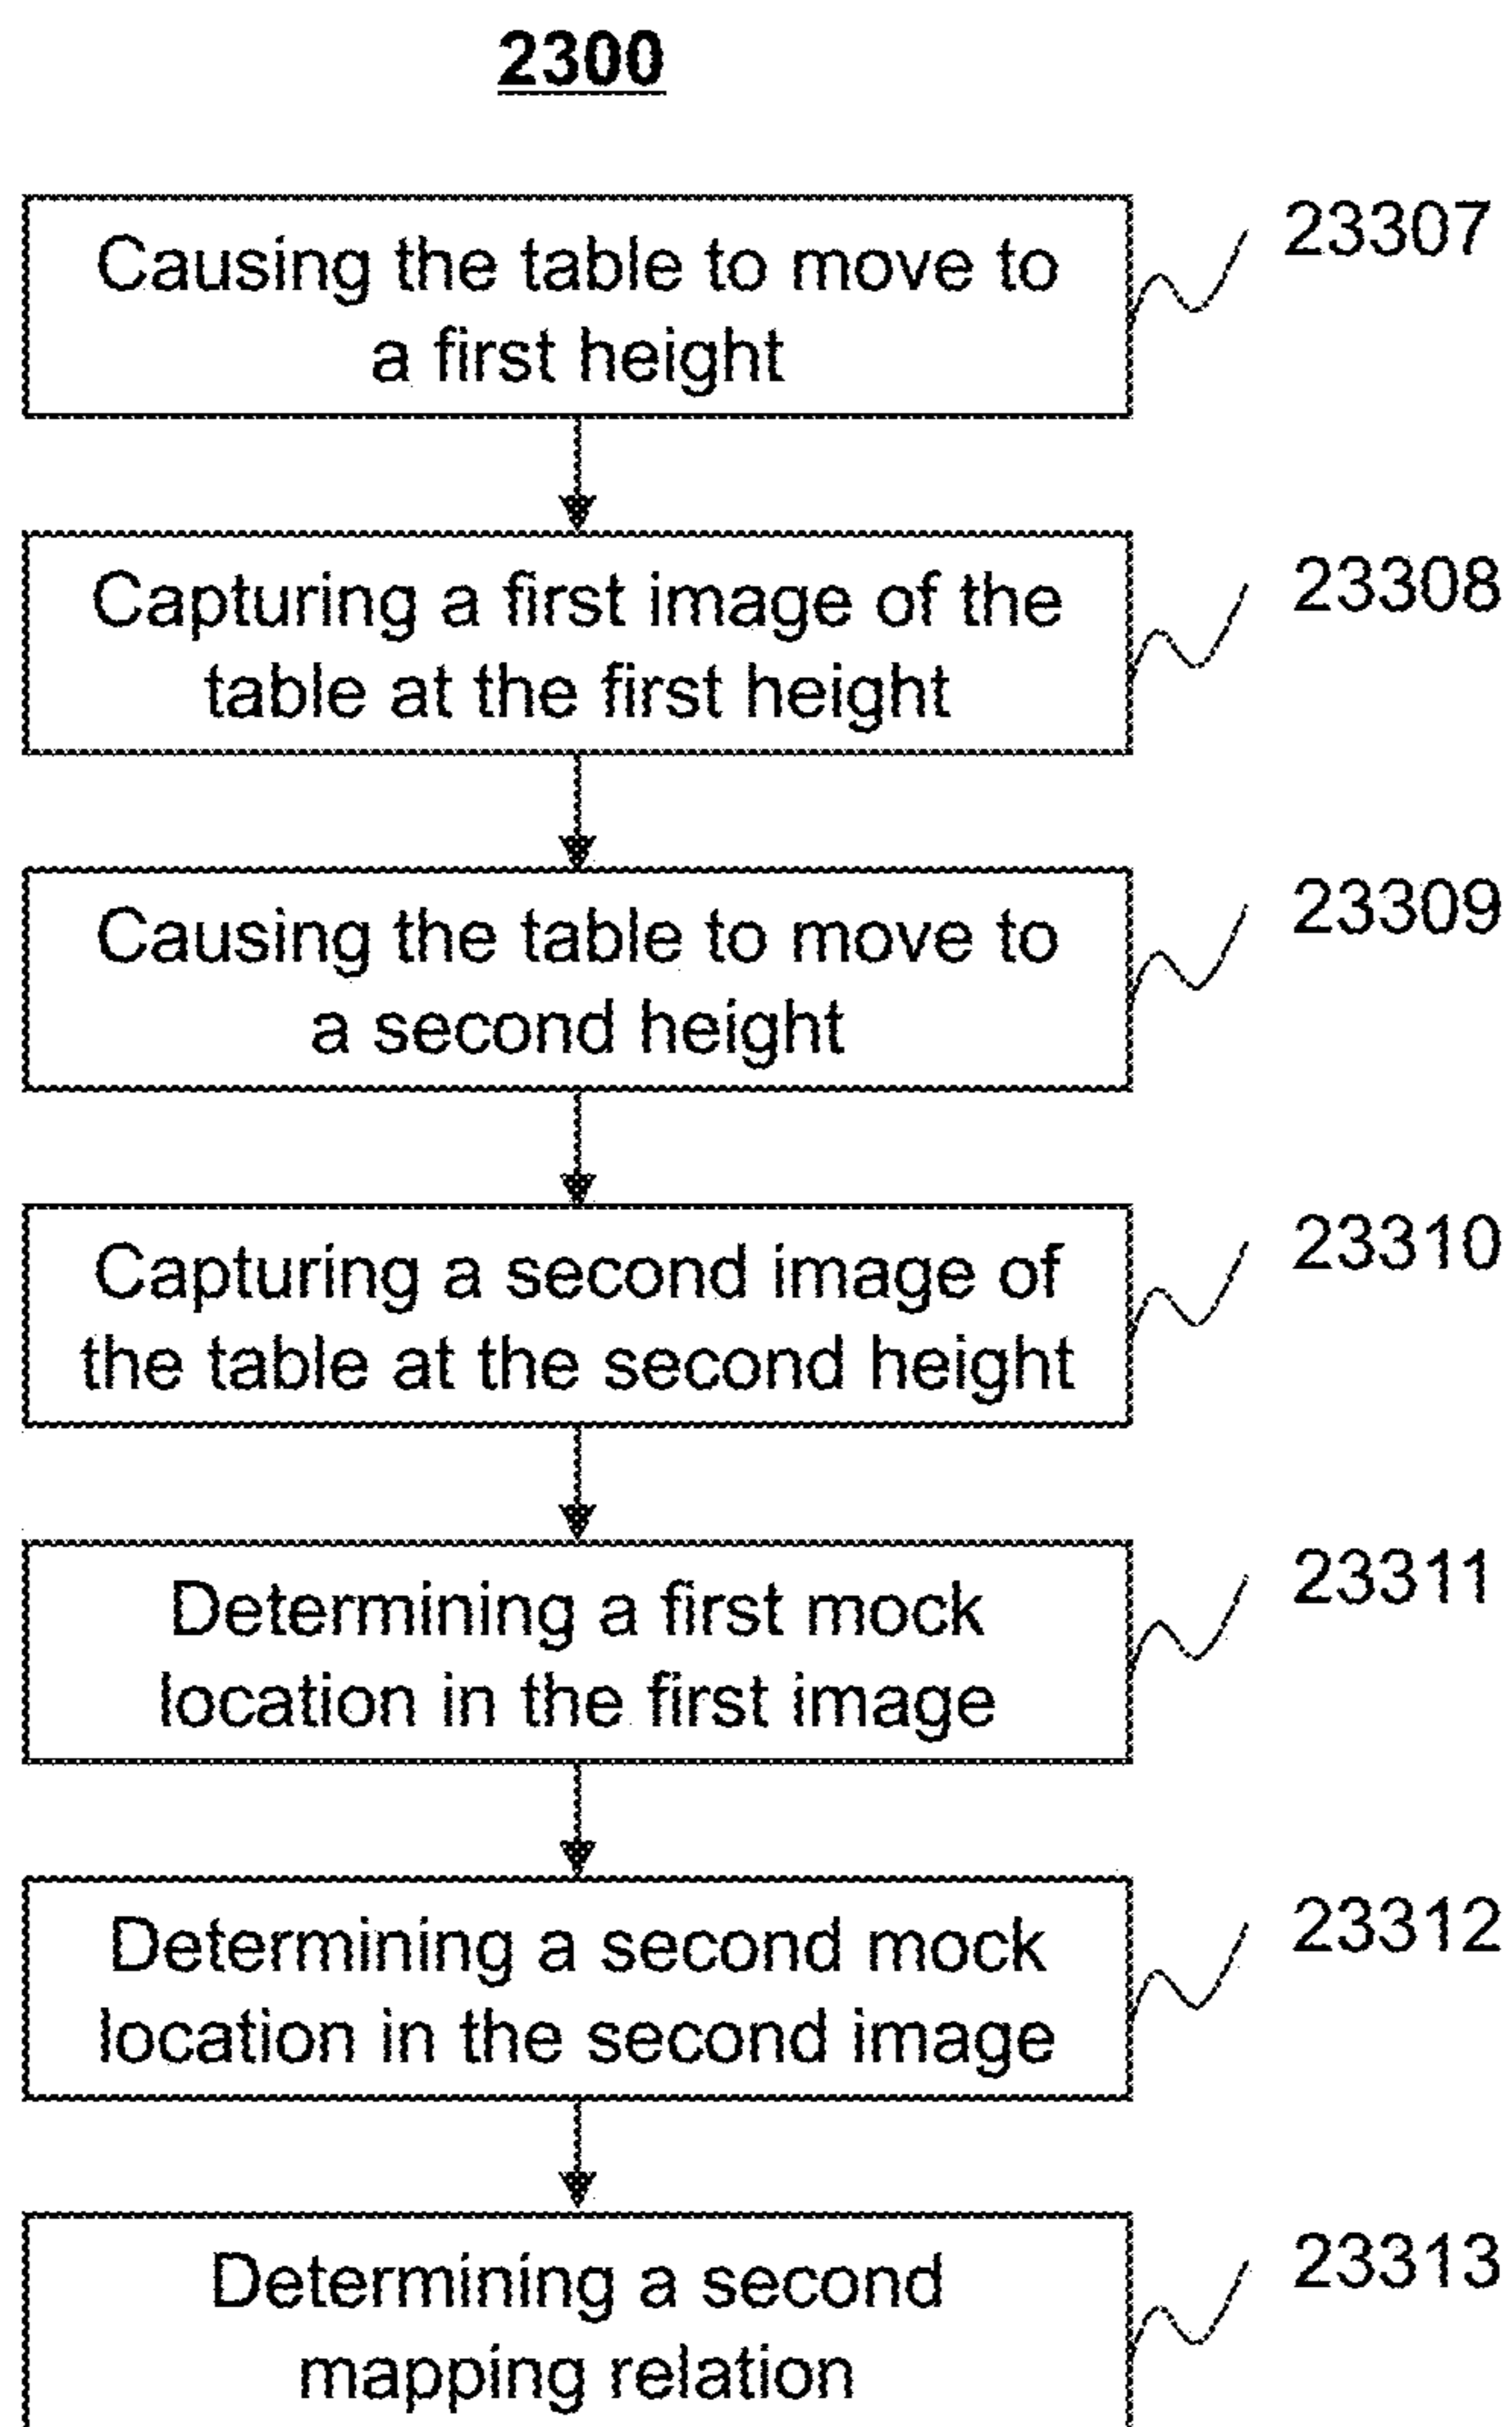 2300
Causing the table to move to
a first height
23307
Capturing a first image of the
table at the first height
23308
Causing the table to move to
a second height
23309
Capturing a second image of
the table at the second height
23310
Determining a first mock
location in the first image
23311
Determining a second mock
location in the second image
23312
Determining a second
mapping relation
23313